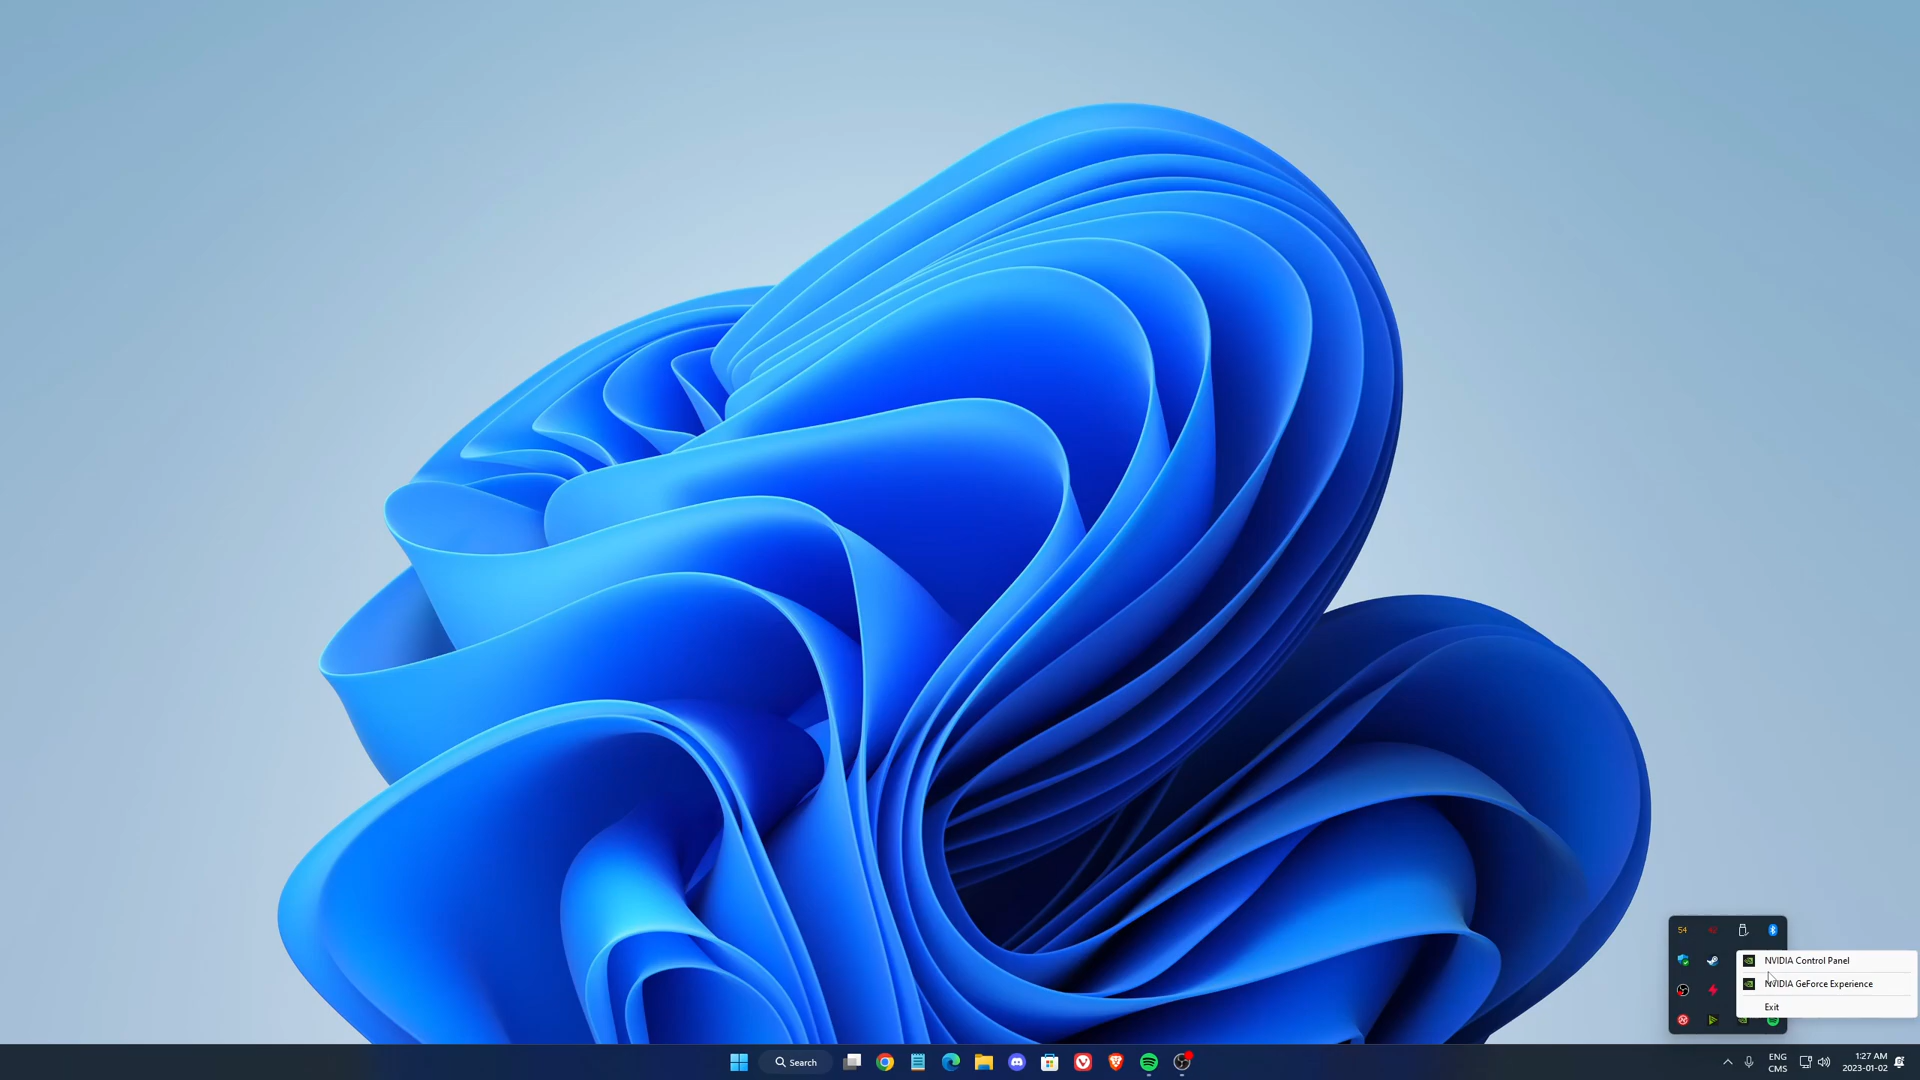 54
NVIDIA Control Panel
NVIDIA GeForce Experience
Exit
Search
ENG
CMS
1:27 AM
2023-01-02